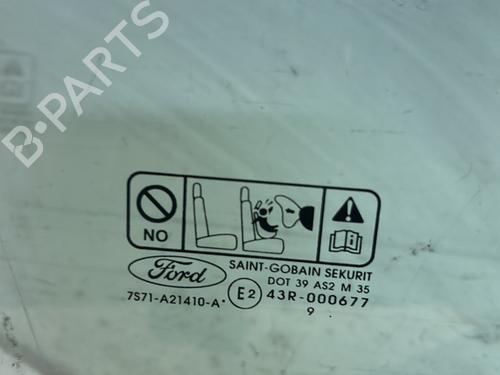 B-PARTS
NO
Ford
SAINT-GOBAIN SEKURIT
DOT 39 AS2 M 35
7S71-A21410-A* E2 43R-000677
9